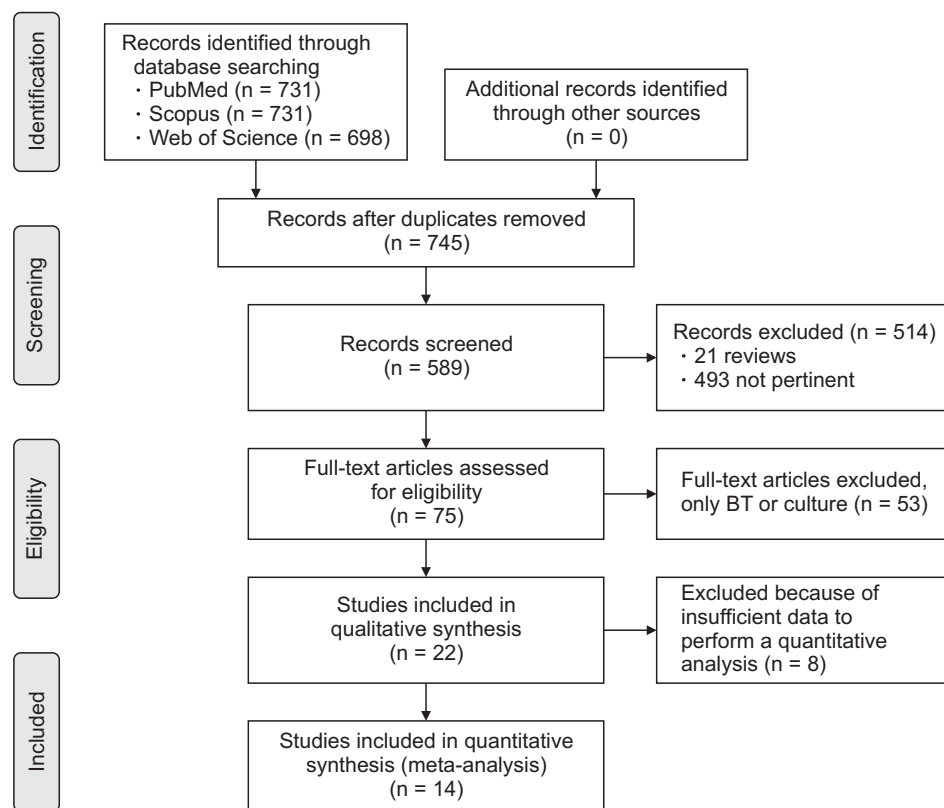 Identification
Records identified through
database searching
· PubMed (n = 731)
· Scopus (n = 731)
· Web of Science (n = 698)
Additional records identified
through other sources
(n = 0)
Records after duplicates removed
(n = 745)
Screening
Records screened
(n = 589)
Records excluded (n = 514)
· 21 reviews
· 493 not pertinent
Eligibility
Full-text articles assessed
for eligibility
(n = 75)
Full-text articles excluded,
only BT or culture (n = 53)
Studies included in
qualitative synthesis
(n = 22)
Excluded because of
insufficient data to
perform a quantitative
analysis (n = 8)
Included
Studies included in quantitative
synthesis (meta-analysis)
(n = 14)